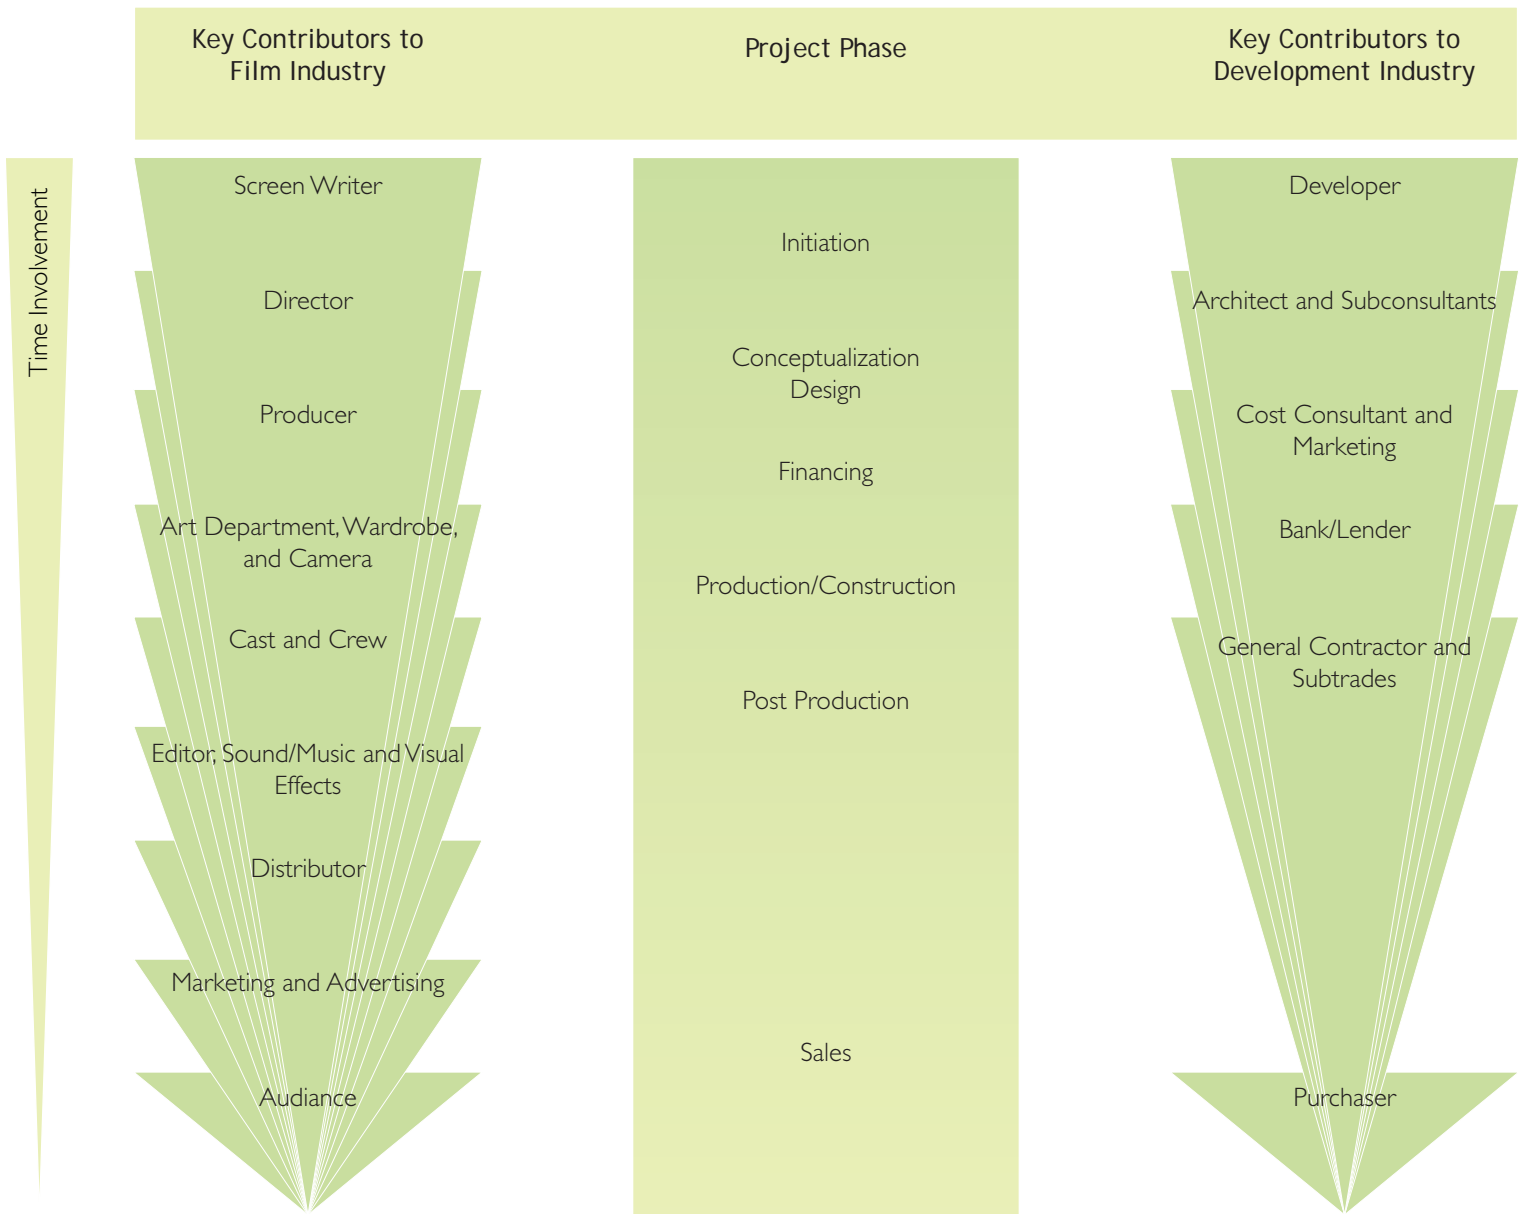 Key Contributors to
Film Industry
Project Phase
Key Contributors to
Development Industry
Time Involvement
Screen Writer
Director
Producer
Art Department, Wardrobe,
and Camera
Cast and Crew
Editor, Sound/Music and Visual
Effects
Distributor
Marketing and Advertising
Audiance
Initiation
Conceptualization
Design
Financing
Production/Construction
Post Production
Sales
Developer
Architect and Subconsultants
Cost Consultant and
Marketing
Bank/Lender
General Contractor and
Subtrades
Purchaser